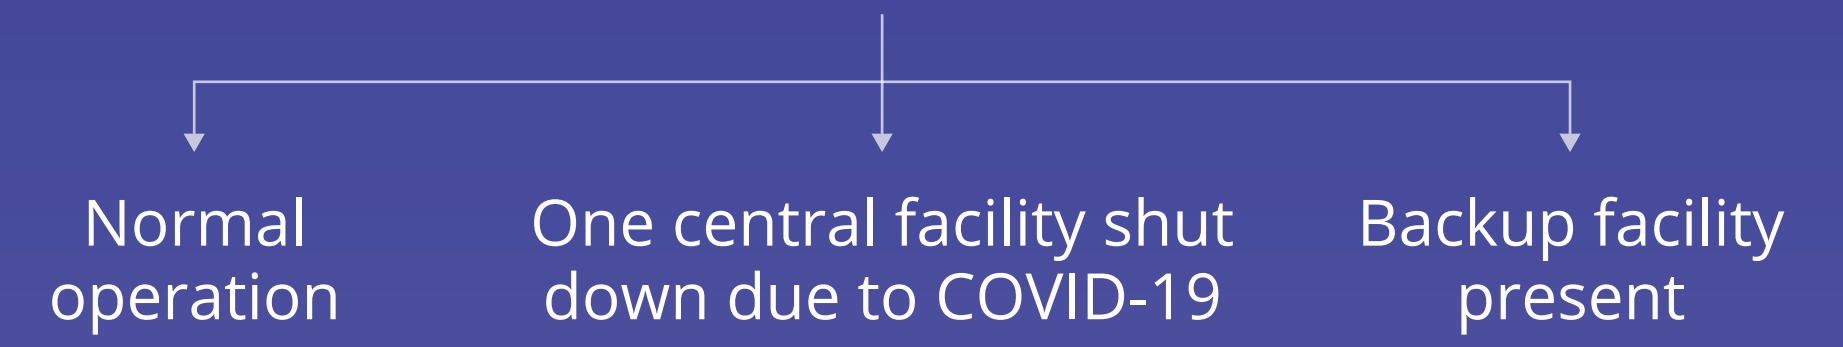 Normal
operation
One central facility shut
down due to COVID-19
Backup facility
present